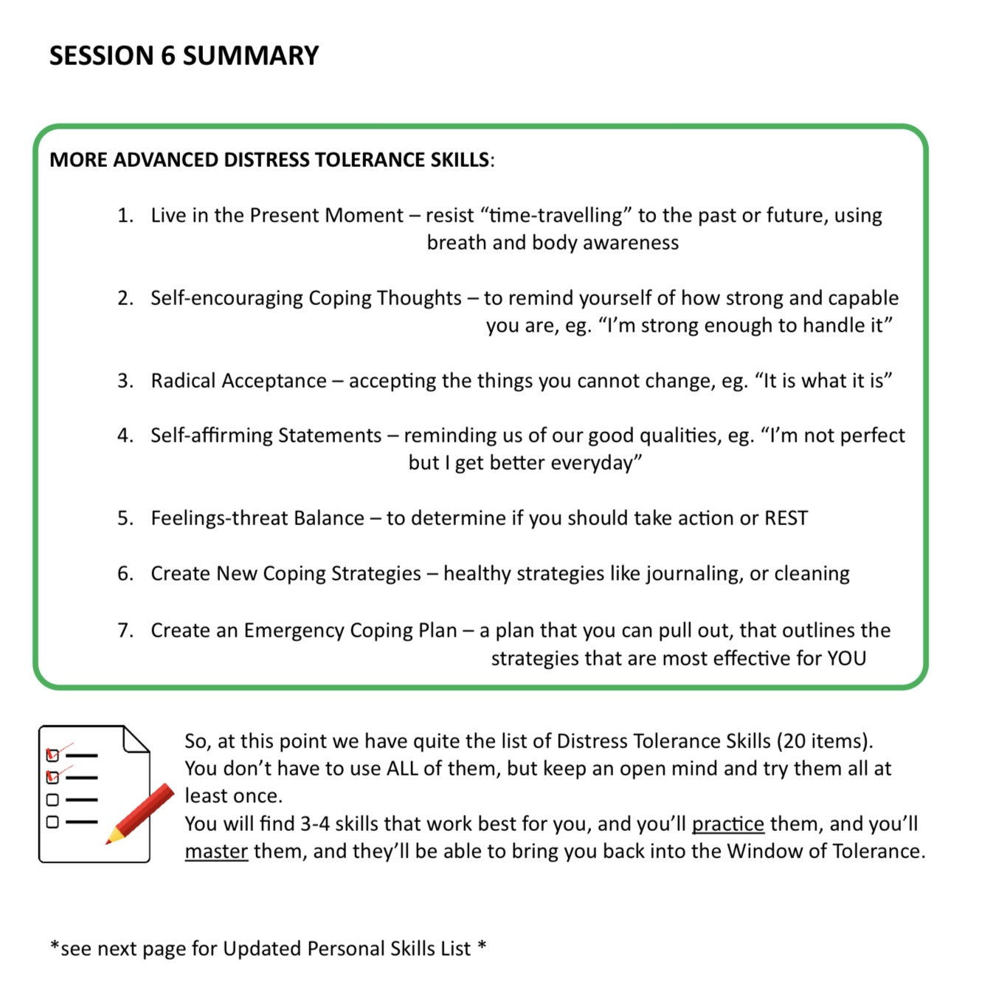 SESSION 6 SUMMARY
MORE ADVANCED DISTRESS TOLERANCE SKILLS:
1. Live in the Present Moment – resist “time-travelling” to the past or future, using
breath and body awareness
2. Self-encouraging Coping Thoughts – to remind yourself of how strong and capable
you are, eg. “I’m strong enough to handle it”
3. Radical Acceptance – accepting the things you cannot change, eg. “It is what it is”
4. Self-affirming Statements – reminding us of our good qualities, eg. “I’m not perfect
but I get better everyday”
5. Feelings-threat Balance – to determine if you should take action or REST
6. Create New Coping Strategies – healthy strategies like journaling, or cleaning
7. Create an Emergency Coping Plan – a plan that you can pull out, that outlines the
strategies that are most effective for YOU
So, at this point we have quite the list of Distress Tolerance Skills (20 items).
You don’t have to use ALL of them, but keep an open mind and try them all at
least once.
You will find 3-4 skills that work best for you, and you’ll practice them, and you’ll
master them, and they’ll be able to bring you back into the Window of Tolerance.
*see next page for Updated Personal Skills List *